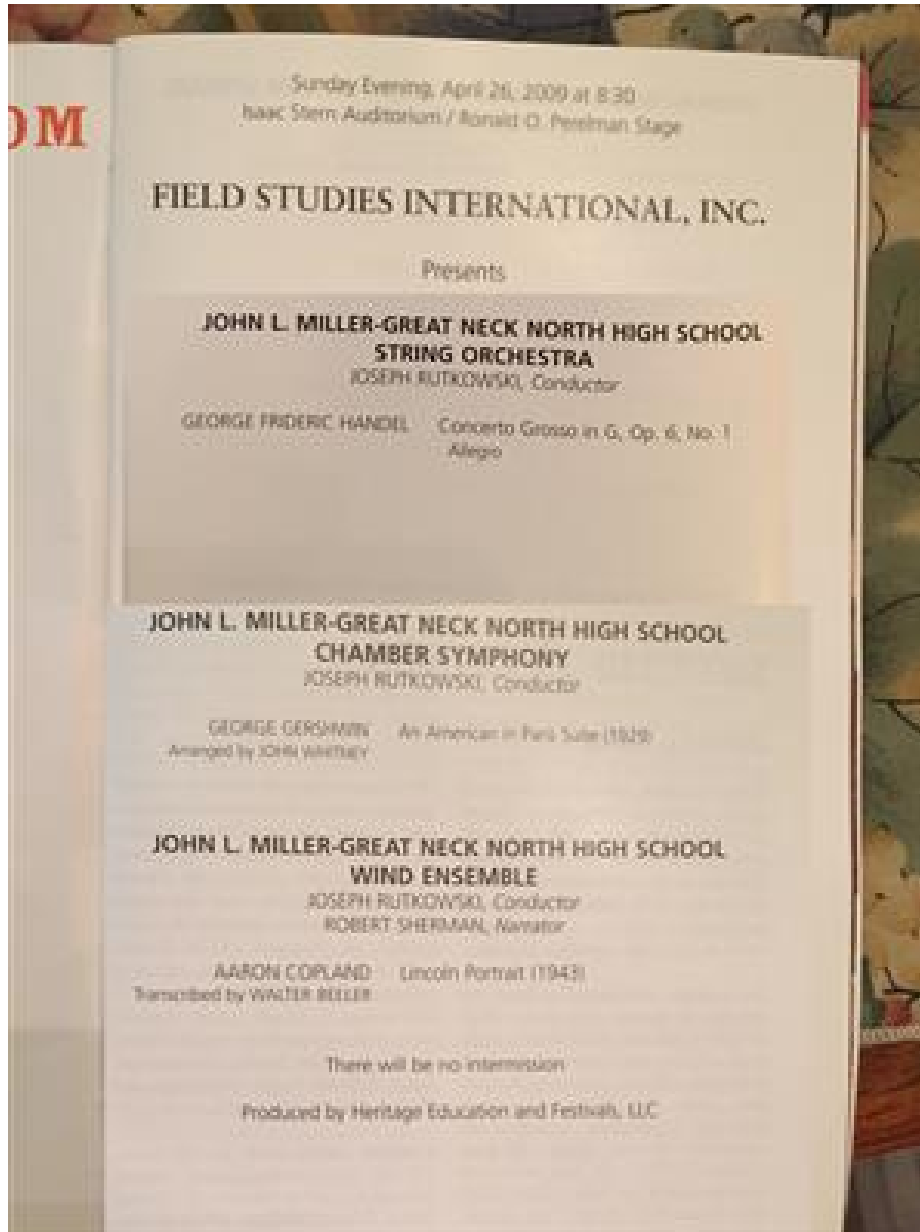 OM
Sunday Evening, April 26, 2009 at 8:30
Isaac Stern Auditorium / Ronald O. Perelman Stage
FIELD STUDIES INTERNATIONAL, INC.
Presents
JOHN L. MILLER-GREAT NECK NORTH HIGH SCHOOL
STRING ORCHESTRA
JOSEPH RUTKOWSKI, Conductor
GEORGE FRIDERIC HANDEL Concerto Grosso in G, Op. 6, No. 1
Allegro
JOHN L. MILLER-GREAT NECK NORTH HIGH SCHOOL
CHAMBER SYMPHONY
JOSEPH RUTKOWSKI, Conductor
GEORGE GERSHWIN An American in Paris Suite (1929)
Arranged by JOHN WHITNEY
JOHN L. MILLER-GREAT NECK NORTH HIGH SCHOOL
WIND ENSEMBLE
JOSEPH RUTKOWSKI, Conductor
ROBERT SHERMAN, Narrator
AARON COPLAND Lincoln Portrait (1943)
Transcribed by WALTER BEELER
There will be no intermission
Produced by Heritage Education and Festivals, LLC